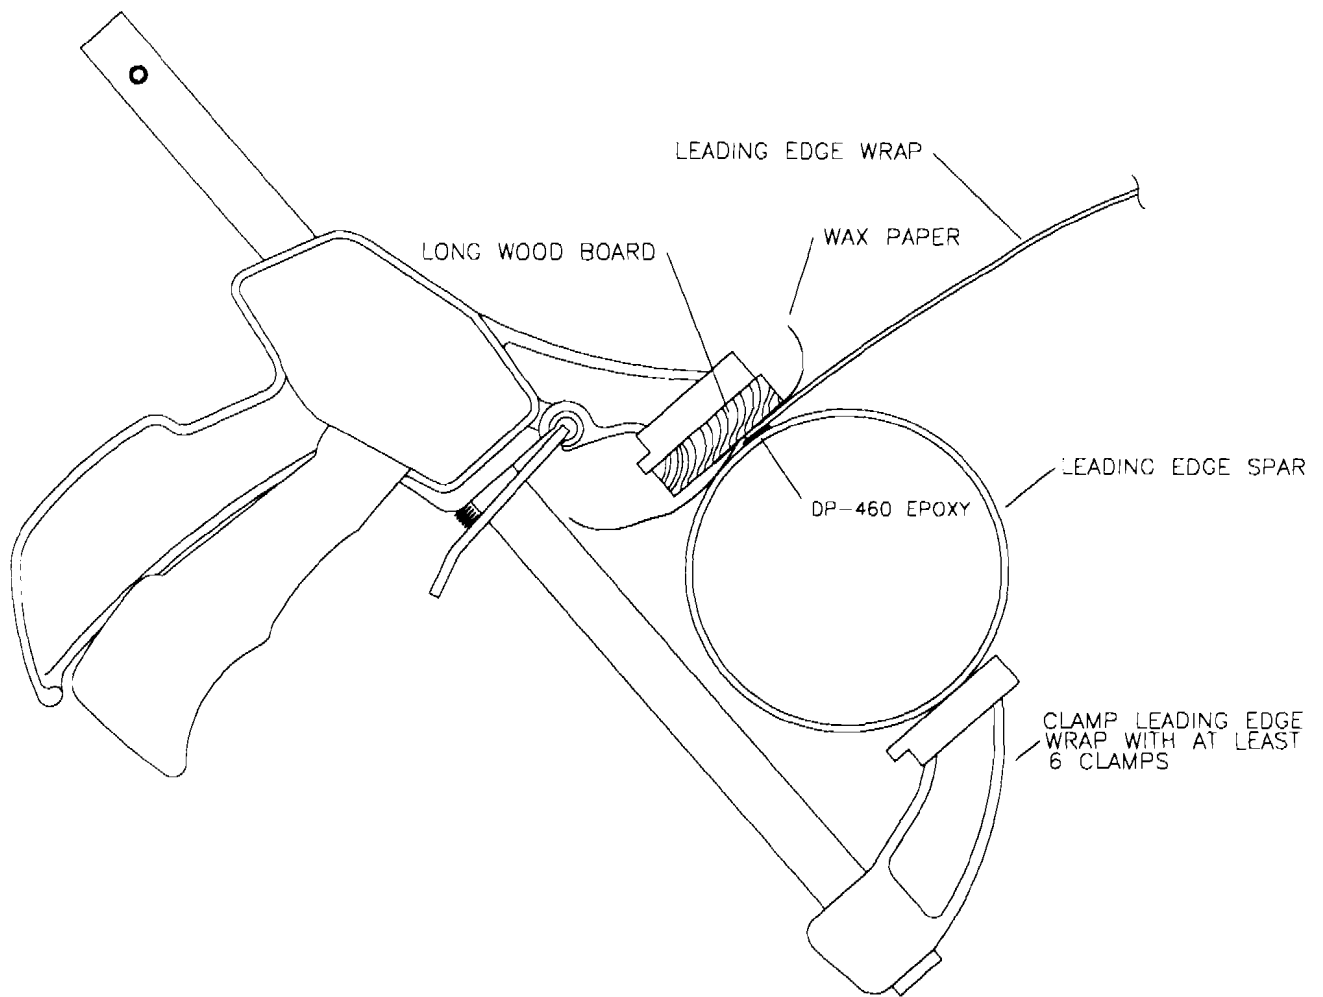 LEADING EDGE WRAP
WAX PAPER
LONG WOOD BOARD
LEADING EDGE SPAR
DP-460 EPOXY
CLAMP LEADING EDGE
WRAP WITH AT LEAST
6 CLAMPS